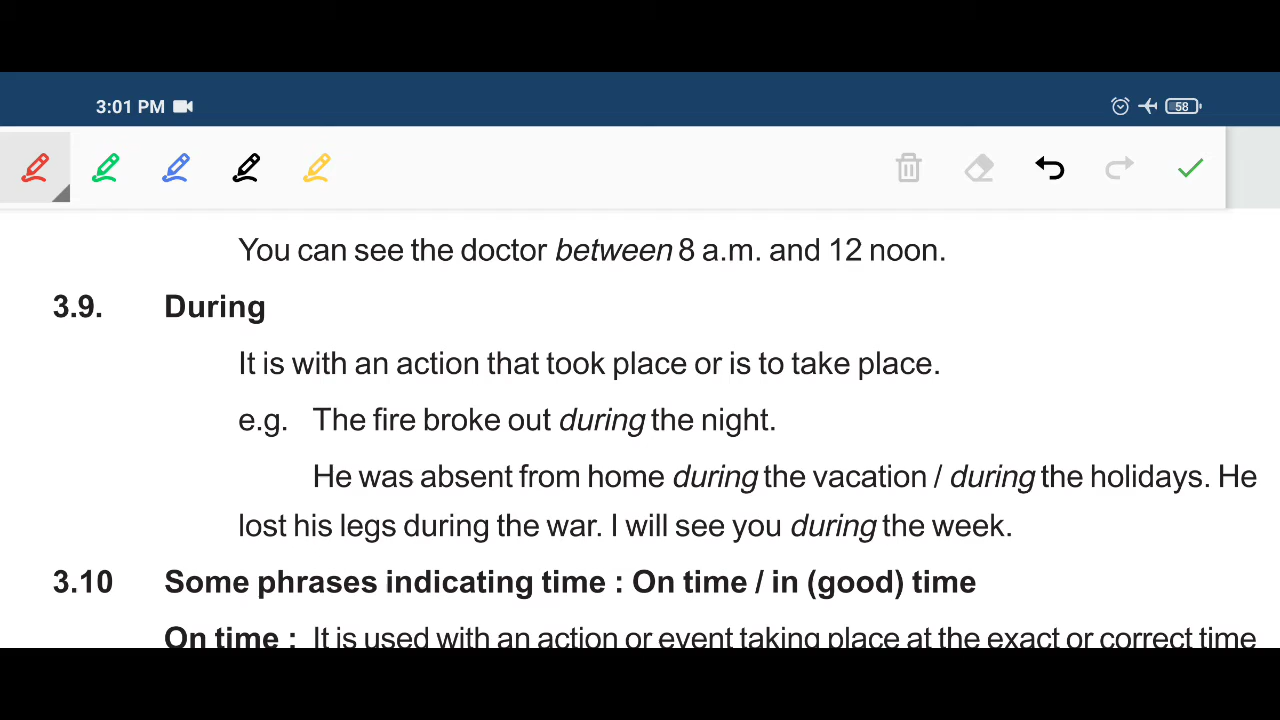 3:01 PM 58
You can see the doctor between 8 a.m. and 12 noon.
3.9. During
It is with an action that took place or is to take place.
e.g. The fire broke out during the night.
He was absent from home during the vacation / during the holidays. He
lost his legs during the war. I will see you during the week.
3.10 Some phrases indicating time : On time / in (good) time
On time : It is used with an action or event taking place at the exact or correct time